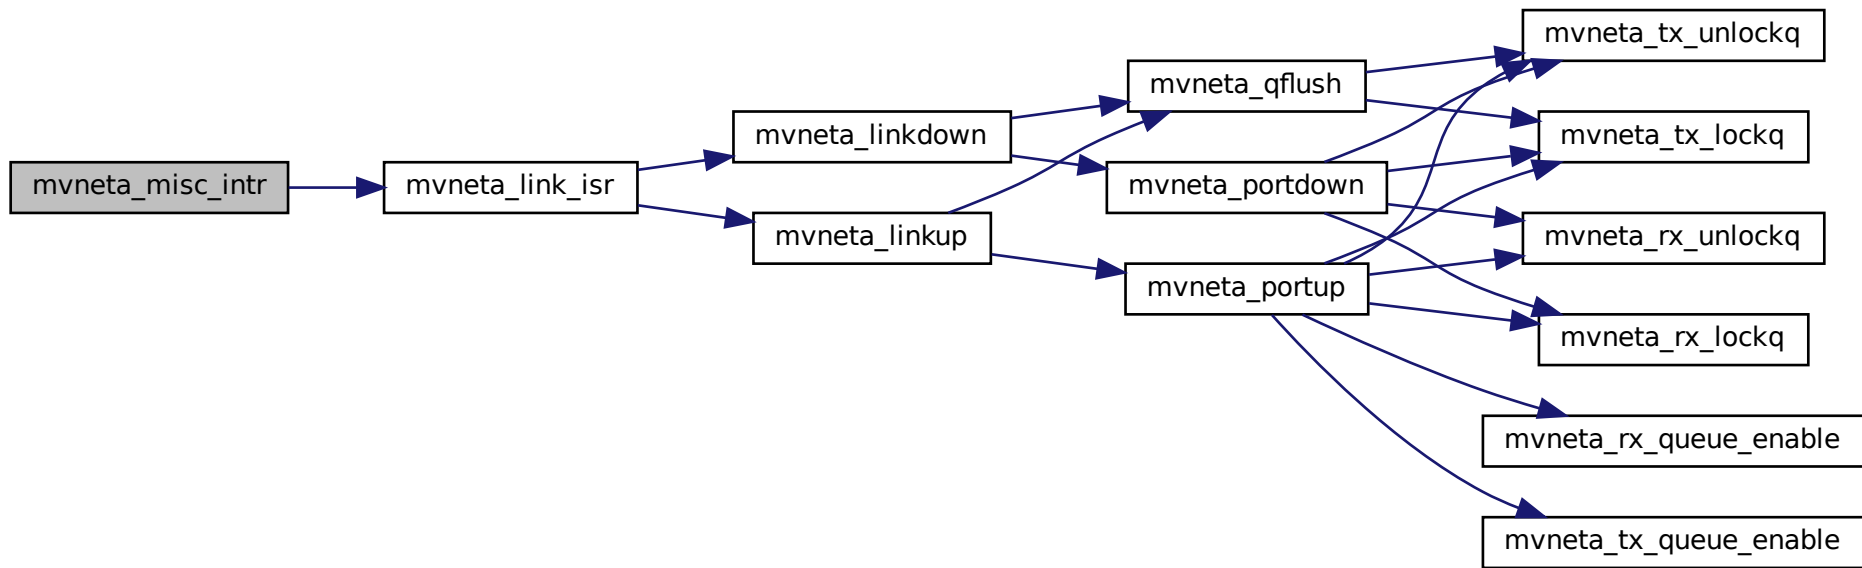 mvneta_misc_intr
mvneta_link_isr
mvneta_linkdown
mvneta_linkup
mvneta_qflush
mvneta_portdown
mvneta_portup
mvneta_tx_unlockq
mvneta_tx_lockq
mvneta_rx_unlockq
mvneta_rx_lockq
mvneta_rx_queue_enable
mvneta_tx_queue_enable